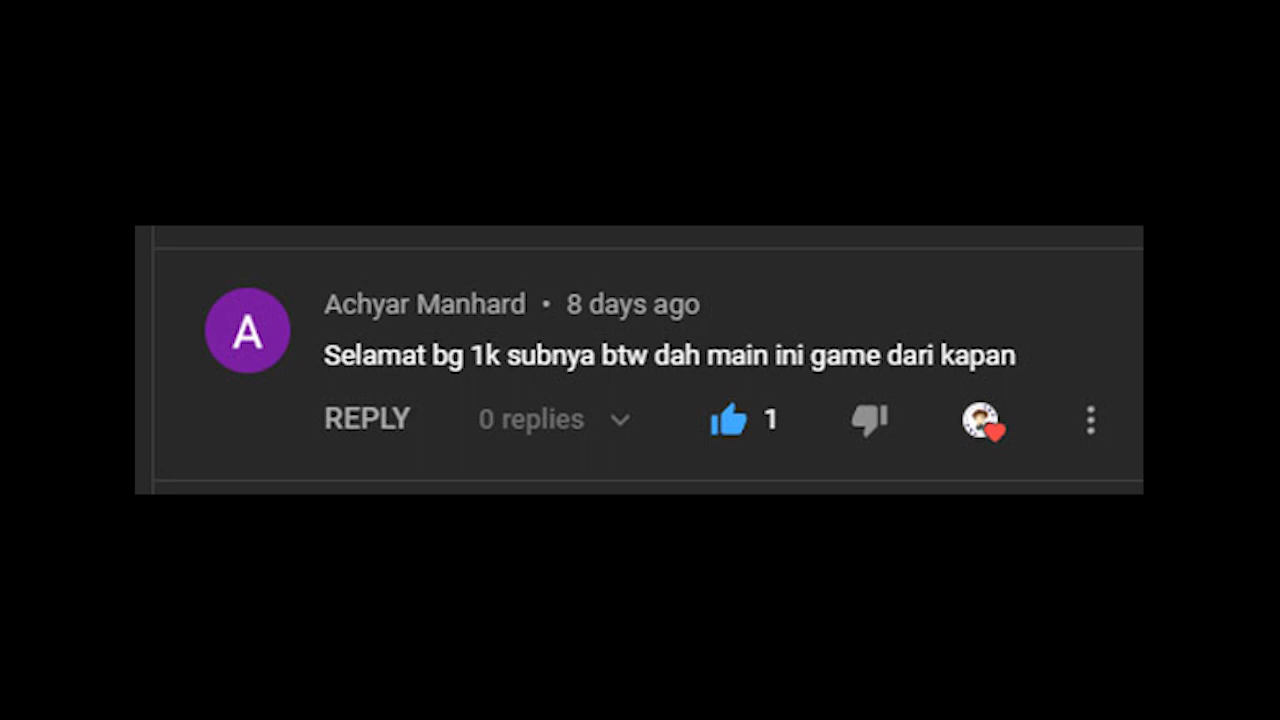 A
Achyar Manhard • 8 days ago
Selamat bg 1k subnya btw dah main ini game dari kapan
REPLY 0 replies 1